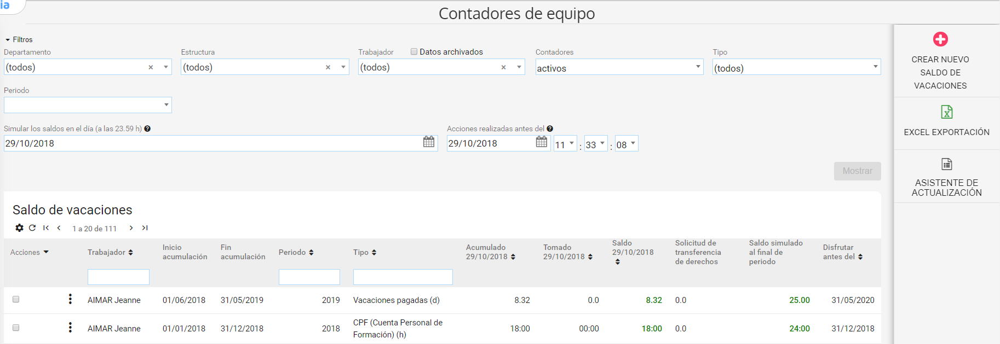 ia
Contadores de equipo
Filtros
Departamento
Estructura
Trabajador
Datos archivados
Contadores
Tipo
(todos) ×
(todos) ×
(todos) ×
activos
(todos)
Periodo
Simular los saldos en el día (a las 23.59 h)
Acciones realizadas antes del
29/10/2018
29/10/2018
11 : 33 : 08
Mostrar
CREAR NUEVO
SALDO DE
VACACIONES
EXCEL EXPORTACIÓN
ASISTENTE DE
ACTUALIZACIÓN
Saldo de vacaciones
1 a 20 de 111
Acciones
Trabajador
Inicio
acumulación
Fin
acumulación
Periodo
Tipo
Acumulado
29/10/2018
Tomado
29/10/2018
Saldo
29/10/2018
Solicitud de
transferencia
de derechos
Saldo simulado
al final de
periodo
Disfrutar
antes del
AIMAR Jeanne 01/06/2018 31/05/2019 2019 Vacaciones pagadas (d) 8.32 0.0 8.32 0.0 25.00 31/05/2020
AIMAR Jeanne 01/01/2018 31/12/2018 2018 CPF (Cuenta Personal de
Formación) (h) 18:00 00:00 18:00 0.0 24:00 31/12/2018